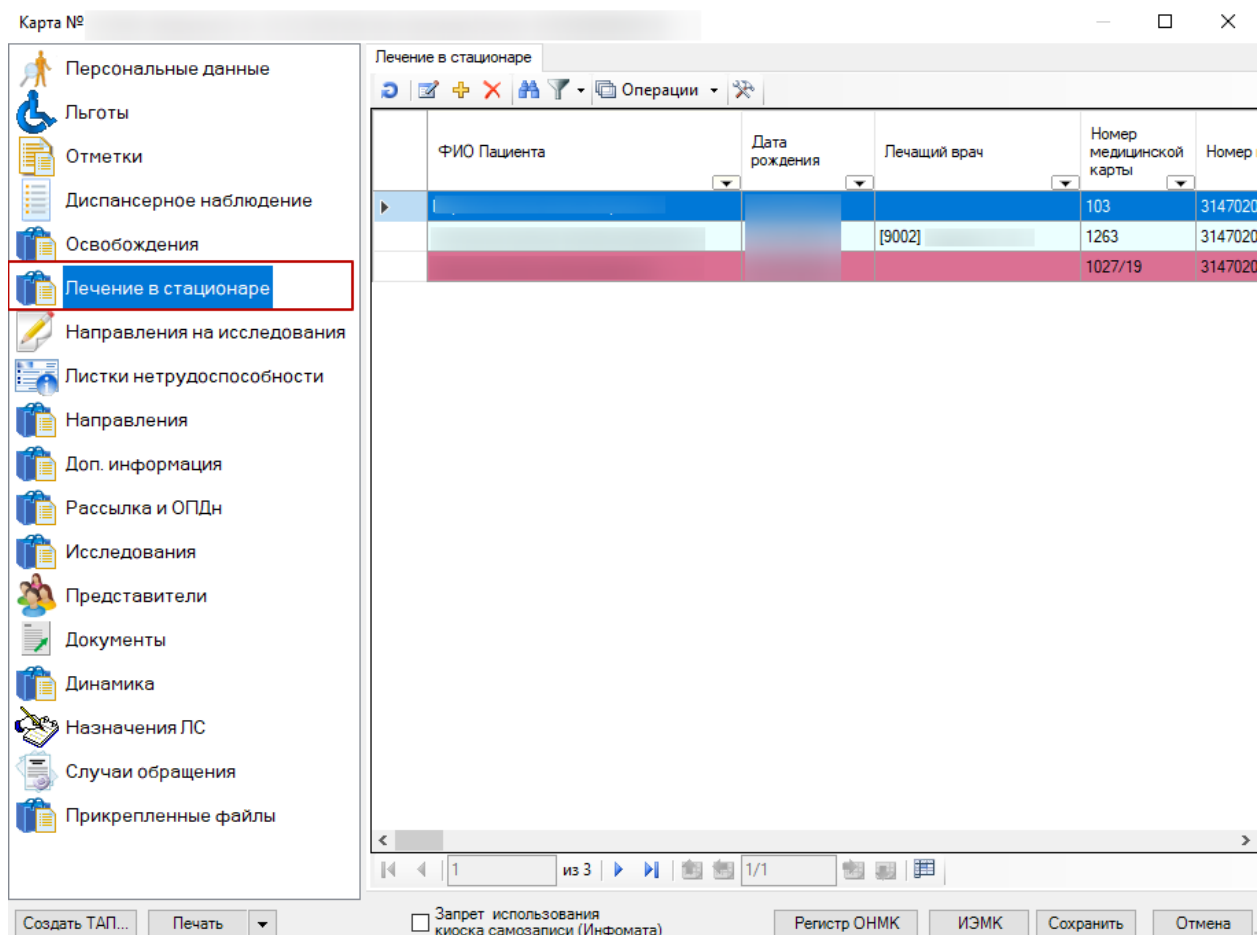 Карта №
Персональные данные
Льготы
Отметки
Диспансерное наблюдение
Освобождения
Лечение в стационаре
Направления на исследования
Листки нетрудоспособности
Направления
Доп. информация
Рассылка и ОПДн
Исследования
Представители
Документы
Динамика
Назначения ЛС
Случаи обращения
Прикрепленные файлы
Лечение в стационаре
Операции
ФИО Пациента
Дата
рождения
Лечащий врач
Номер
медицинской
карты
Номер
103 3147020
[9002] 1263 3147020
1027/19 3147020
1 из 3 1/1
Создать ТАП... Печать
Запрет использования
киоска самозаписи (Инфомата)
Регистр ОНМК ИЭМК Сохранить Отмена